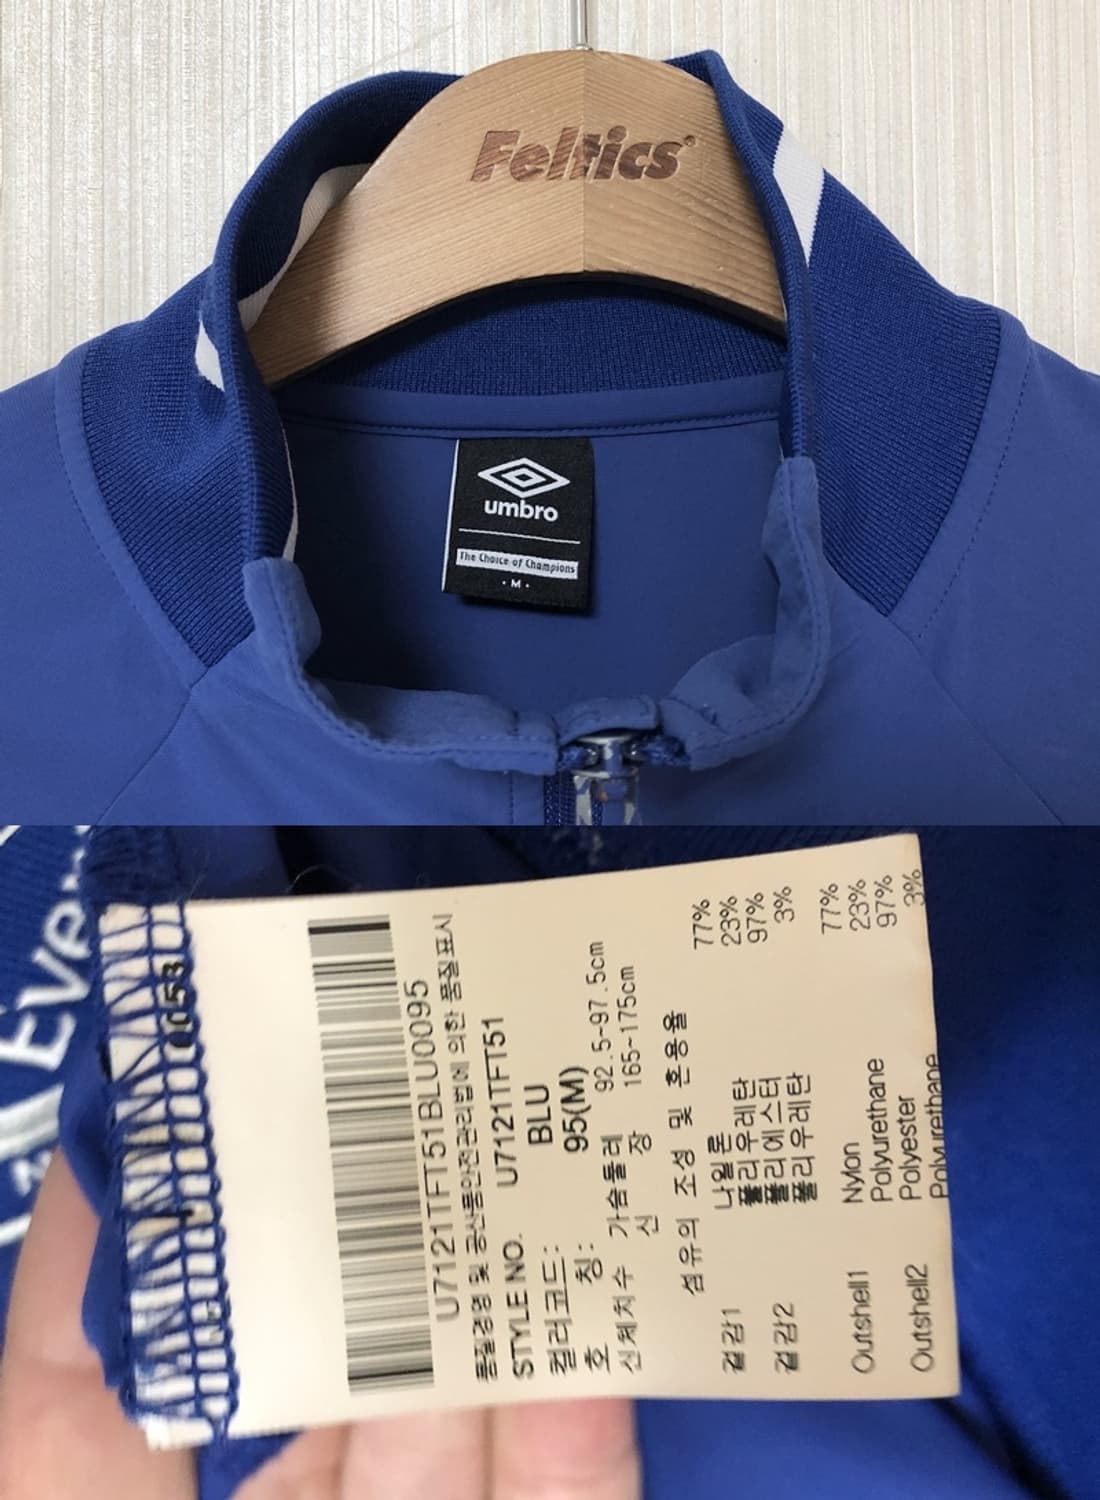 Feltics®
umbro
The Choice of Champions
· M ·
Ever
U7121TFT51BLU0095
품질경영 및 공산품안전관리법에 의한 품질표시
STYLE NO. U7121TFT51
컬러코드: BLU
호 칭: 95(M)
신체치수 가슴둘레 92.5~97.5cm
신 장 165~175cm
섬유의 조성 및 혼용율
겉감1 나일론 77%
폴리우레탄 23%
겉감2 폴리에스터 97%
폴리우레탄 3%
Outshell1 Nylon 77%
Polyurethane 23%
Outshell2 Polyester 97%
Polyurethane 3%